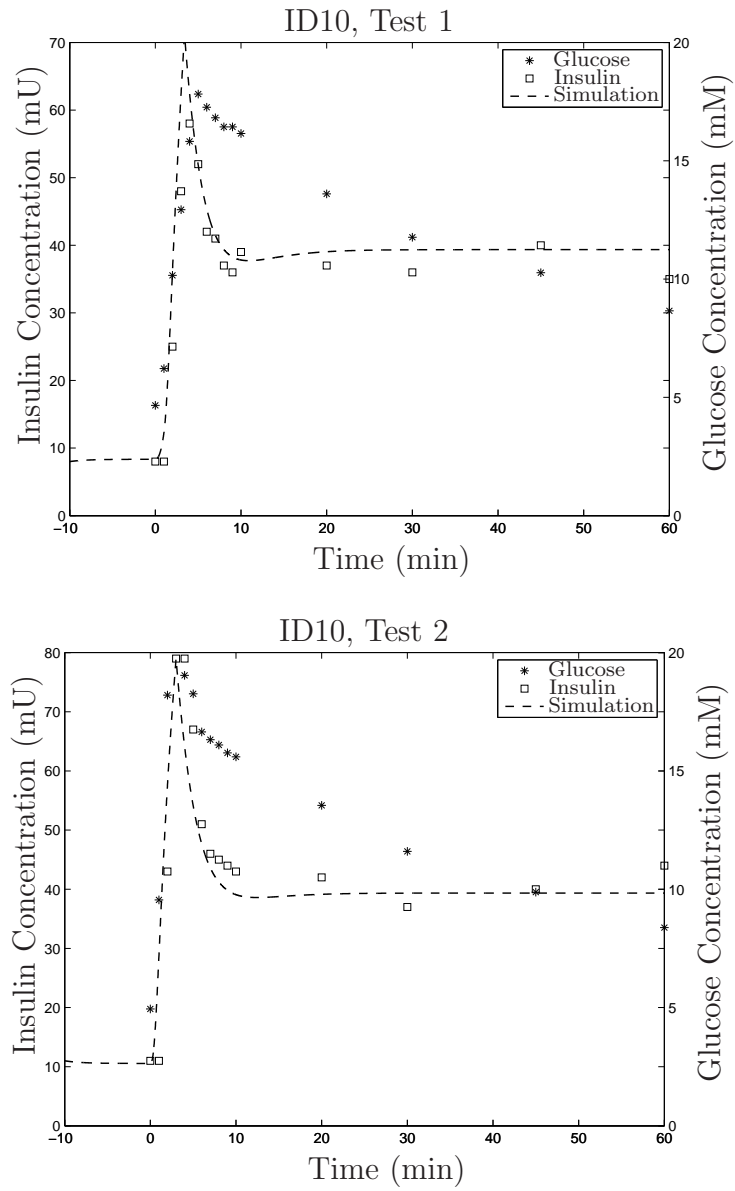 ID10, Test 1
70
60
50
40
30
20
10
0
Insulin Concentration (mU)
Glucose
Insulin
Simulation
20
15
10
5
0
Glucose Concentration (mM)
−10 0 10 20 30 40 50 60
Time (min)
ID10, Test 2
80
70
60
50
40
30
20
10
0
Insulin Concentration (mU)
Glucose
Insulin
Simulation
20
15
10
5
0
Glucose Concentration (mM)
−10 0 10 20 30 40 50 60
Time (min)